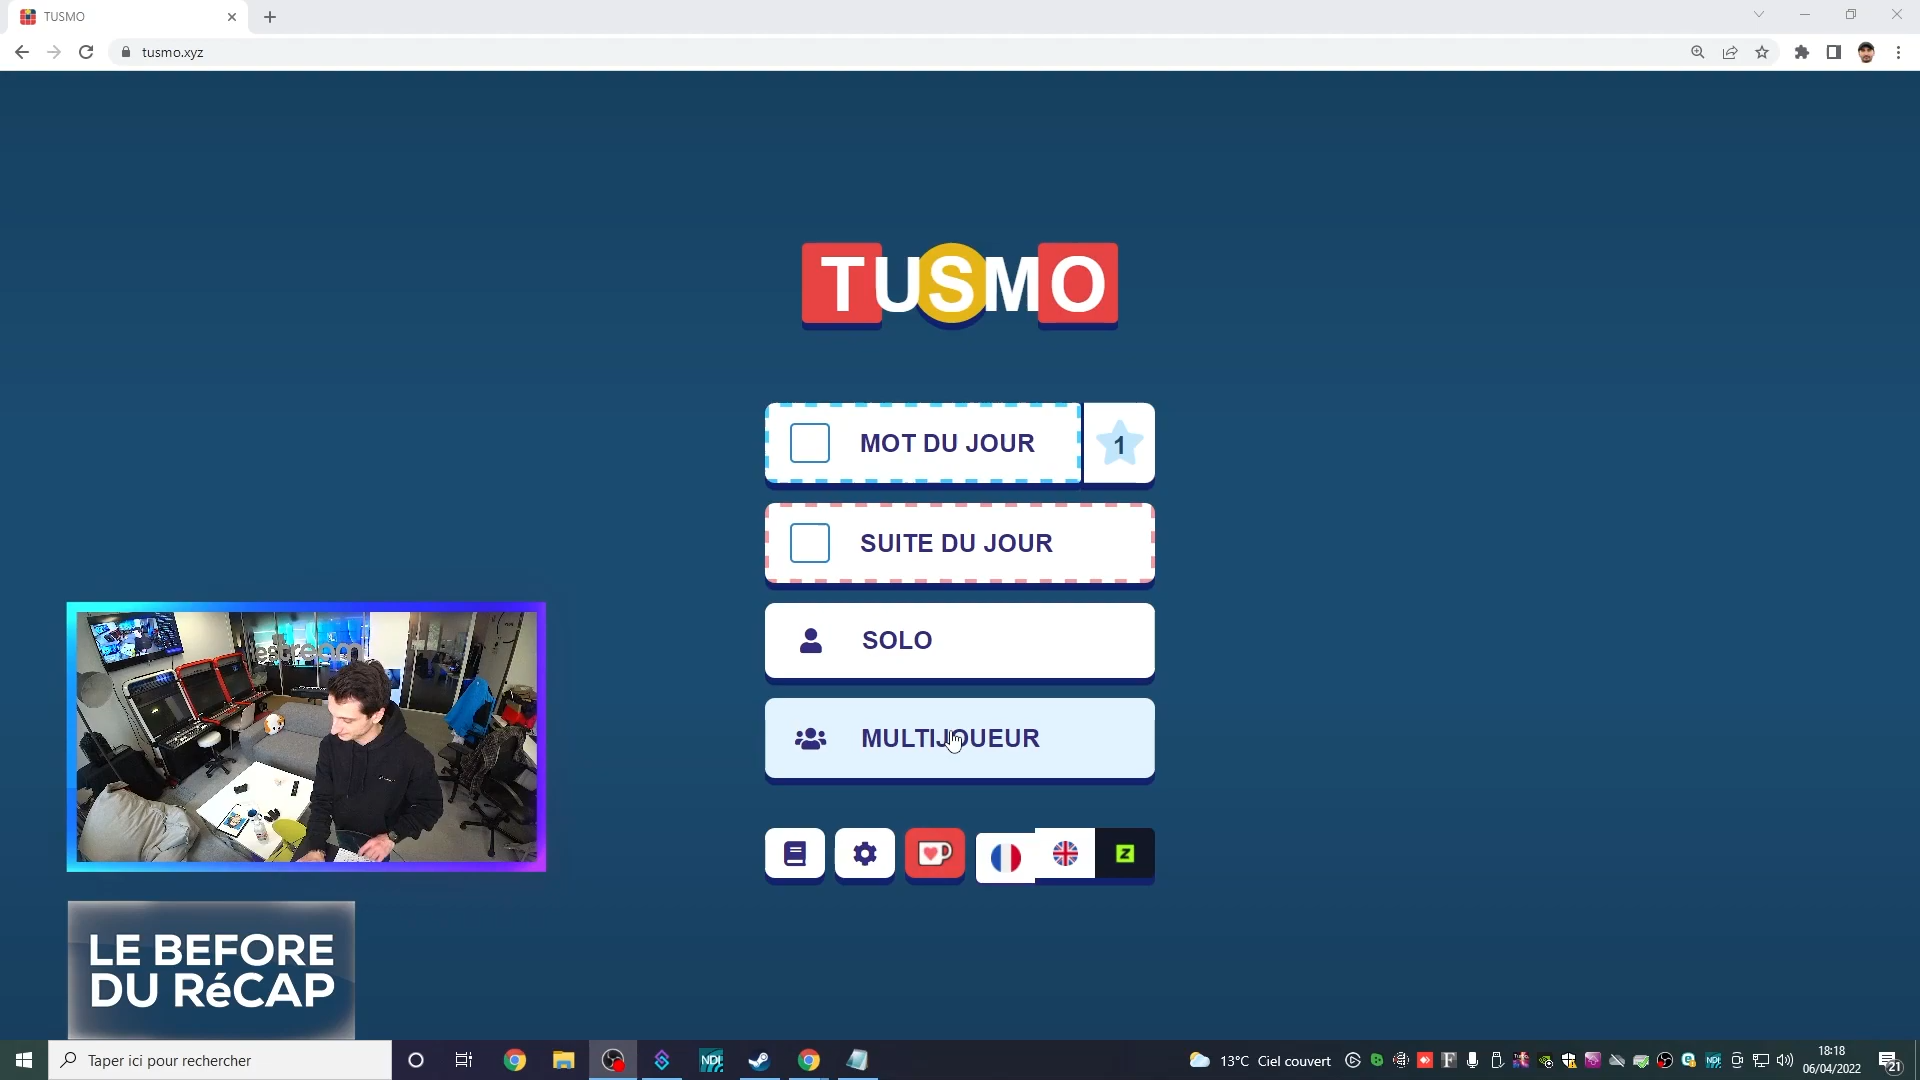 TUSMO
tusmo.xyz
TUSMO
MOT DU JOUR
1
SUITE DU JOUR
SOLO
MULTIJOUEUR
LE BEFORE
DU RéCAP
Taper ici pour rechercher
NDI
13°C Ciel couvert
18:18
06/04/2022
21